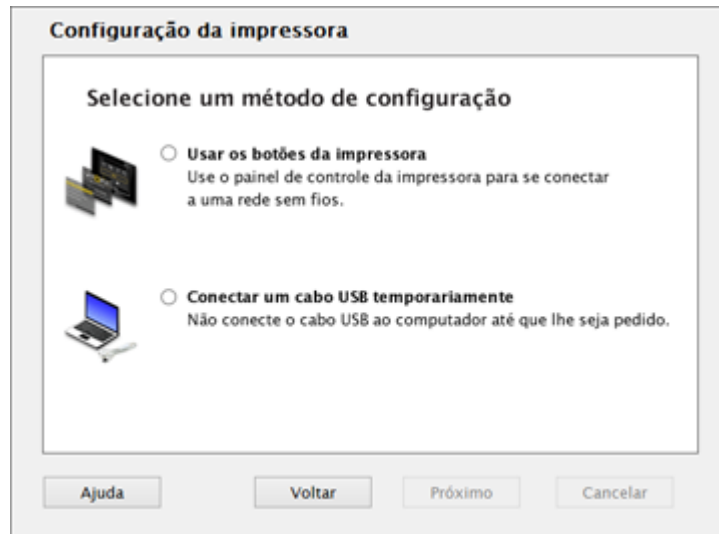 Configuração da impressora
Selecione um método de configuração
Usar os botões da impressora
Use o painel de controle da impressora para se conectar
a uma rede sem fios.
Conectar um cabo USB temporariamente
Não conecte o cabo USB ao computador até que lhe seja pedido.
Ajuda
Voltar
Próximo
Cancelar